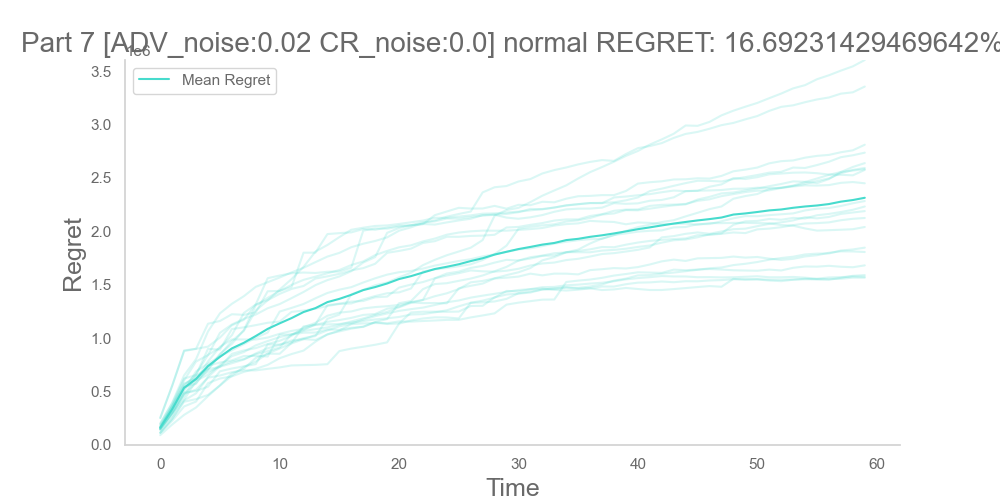 Part 7 [ADV_noise:0.02 CR_noise:0.0] normal REGRET: 16.69231429469642%
1e6
Mean Regret
3.5
3.0
2.5
2.0
1.5
1.0
0.5
0.0
Regret
0 10 20 30 40 50 60
Time